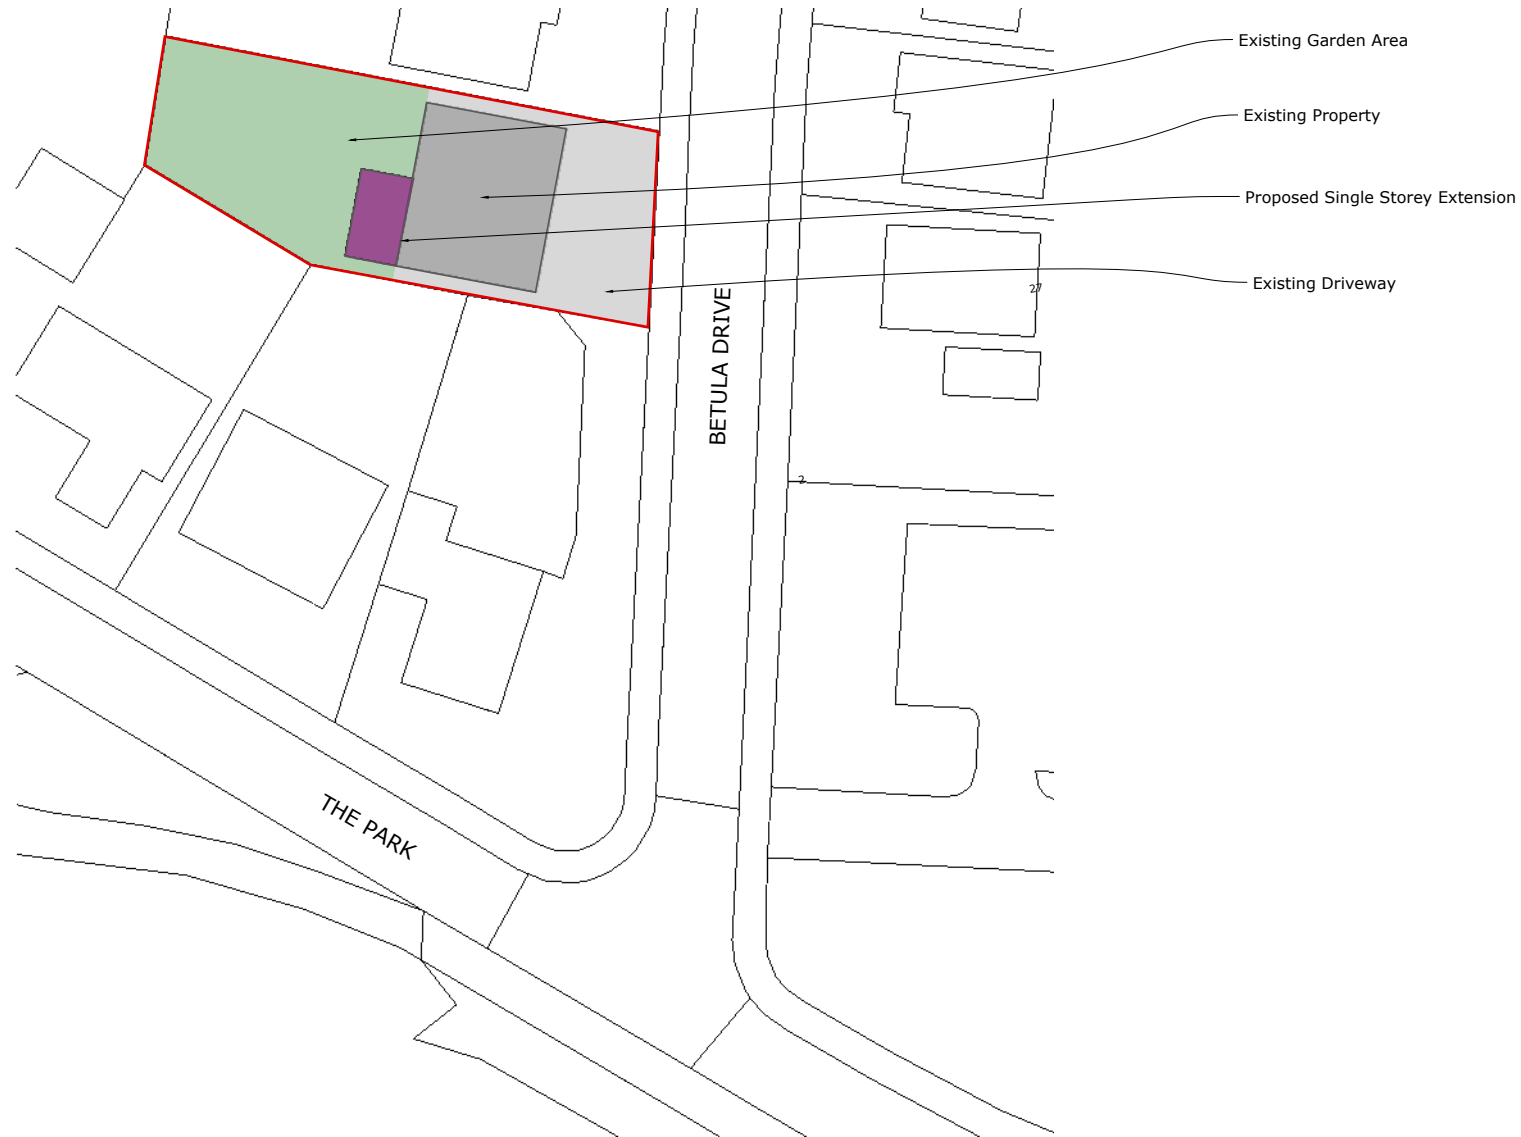 Existing Garden Area
Existing Property
Proposed Single Storey Extension
Existing Driveway
27
BETULA DRIVE
2
THE PARK